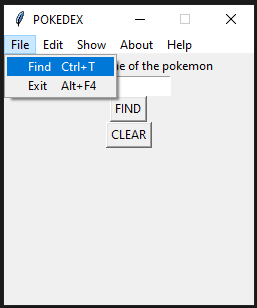 POKEDEX
File Edit Show About Help
Find Ctrl+T
Exit Alt+F4
of the pokemon
FIND
CLEAR